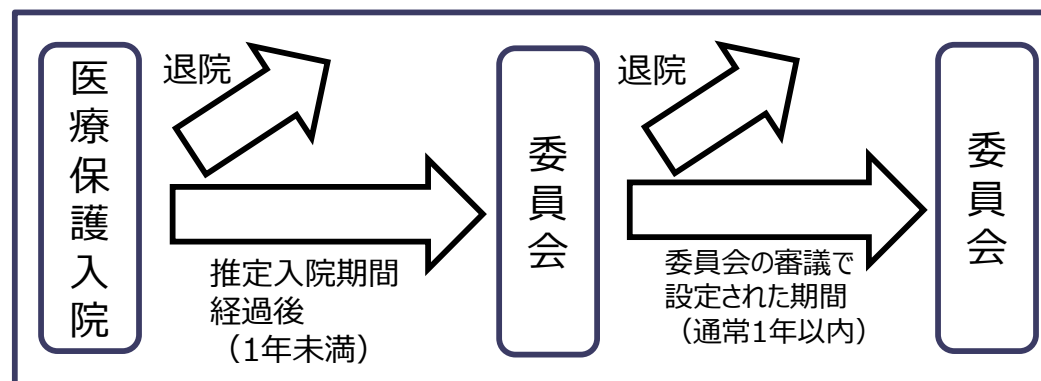 医療保護入院
退院
推定入院期間
経過後
（1年未満）
委員会
退院
委員会の審議で
設定された期間
（通常1年以内）
委員会